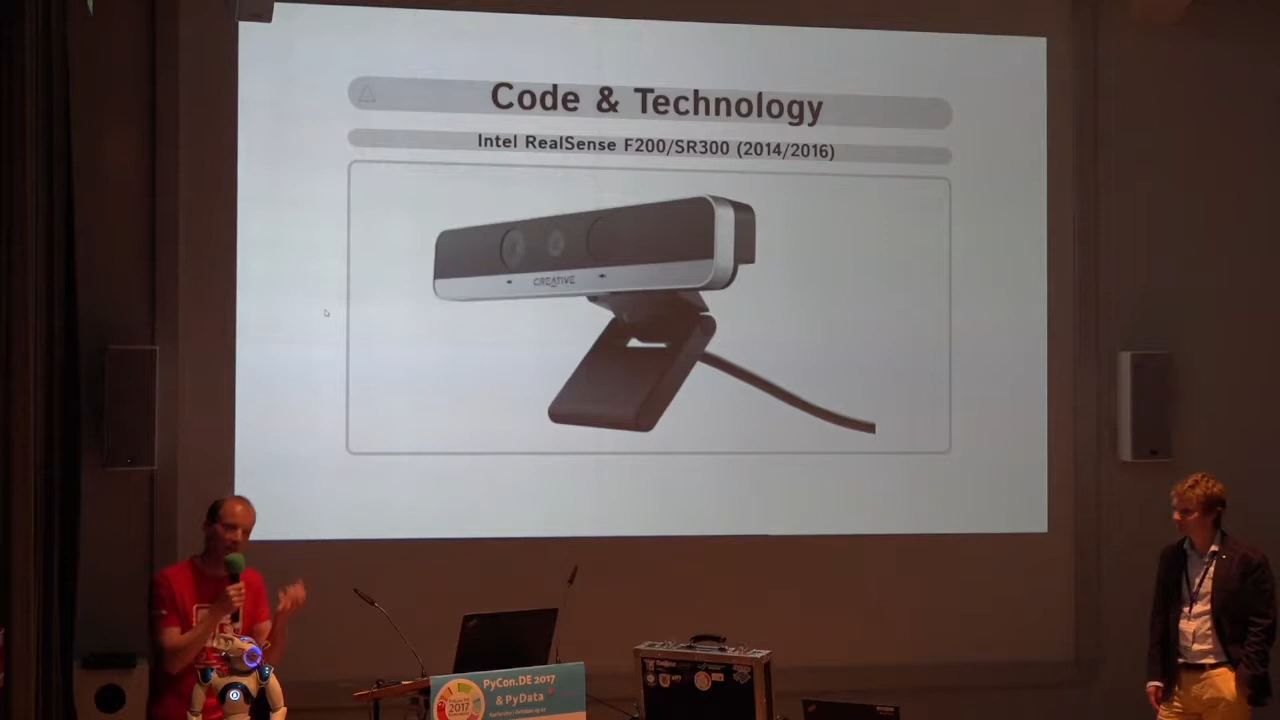 Code & Technology
Intel RealSense F200/SR300 (2014/2016)
CREATIVE
PyCon.DE 2017
& PyData